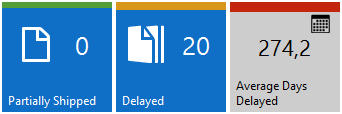 0
Partially Shipped
20
Delayed
274,2
Average Days
Delayed